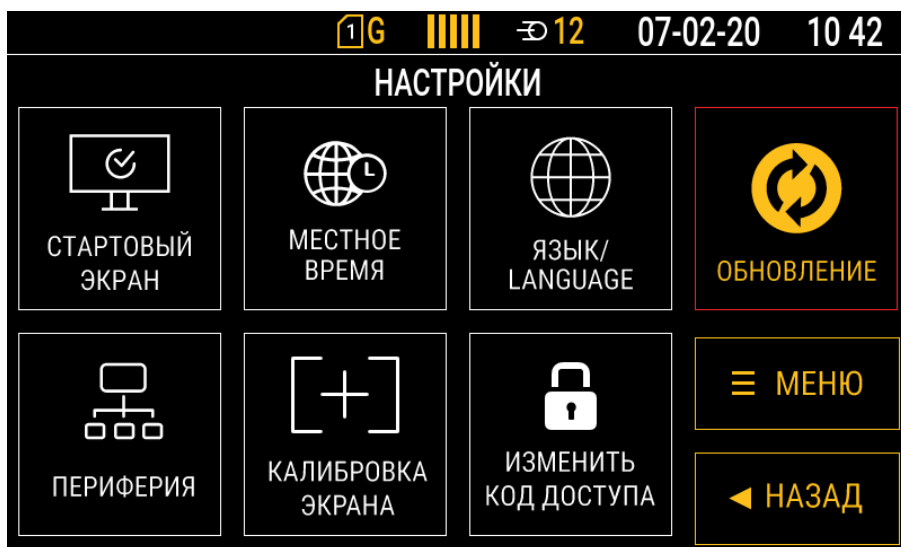 1 G 12 07-02-20 10 42
НАСТРОЙКИ
СТАРТОВЫЙ
ЭКРАН
МЕСТНОЕ
ВРЕМЯ
ЯЗЫК/
LANGUAGE
ОБНОВЛЕНИЕ
ПЕРИФЕРИЯ
КАЛИБРОВКА
ЭКРАНА
ИЗМЕНИТЬ
КОД ДОСТУПА
МЕНЮ
НАЗАД